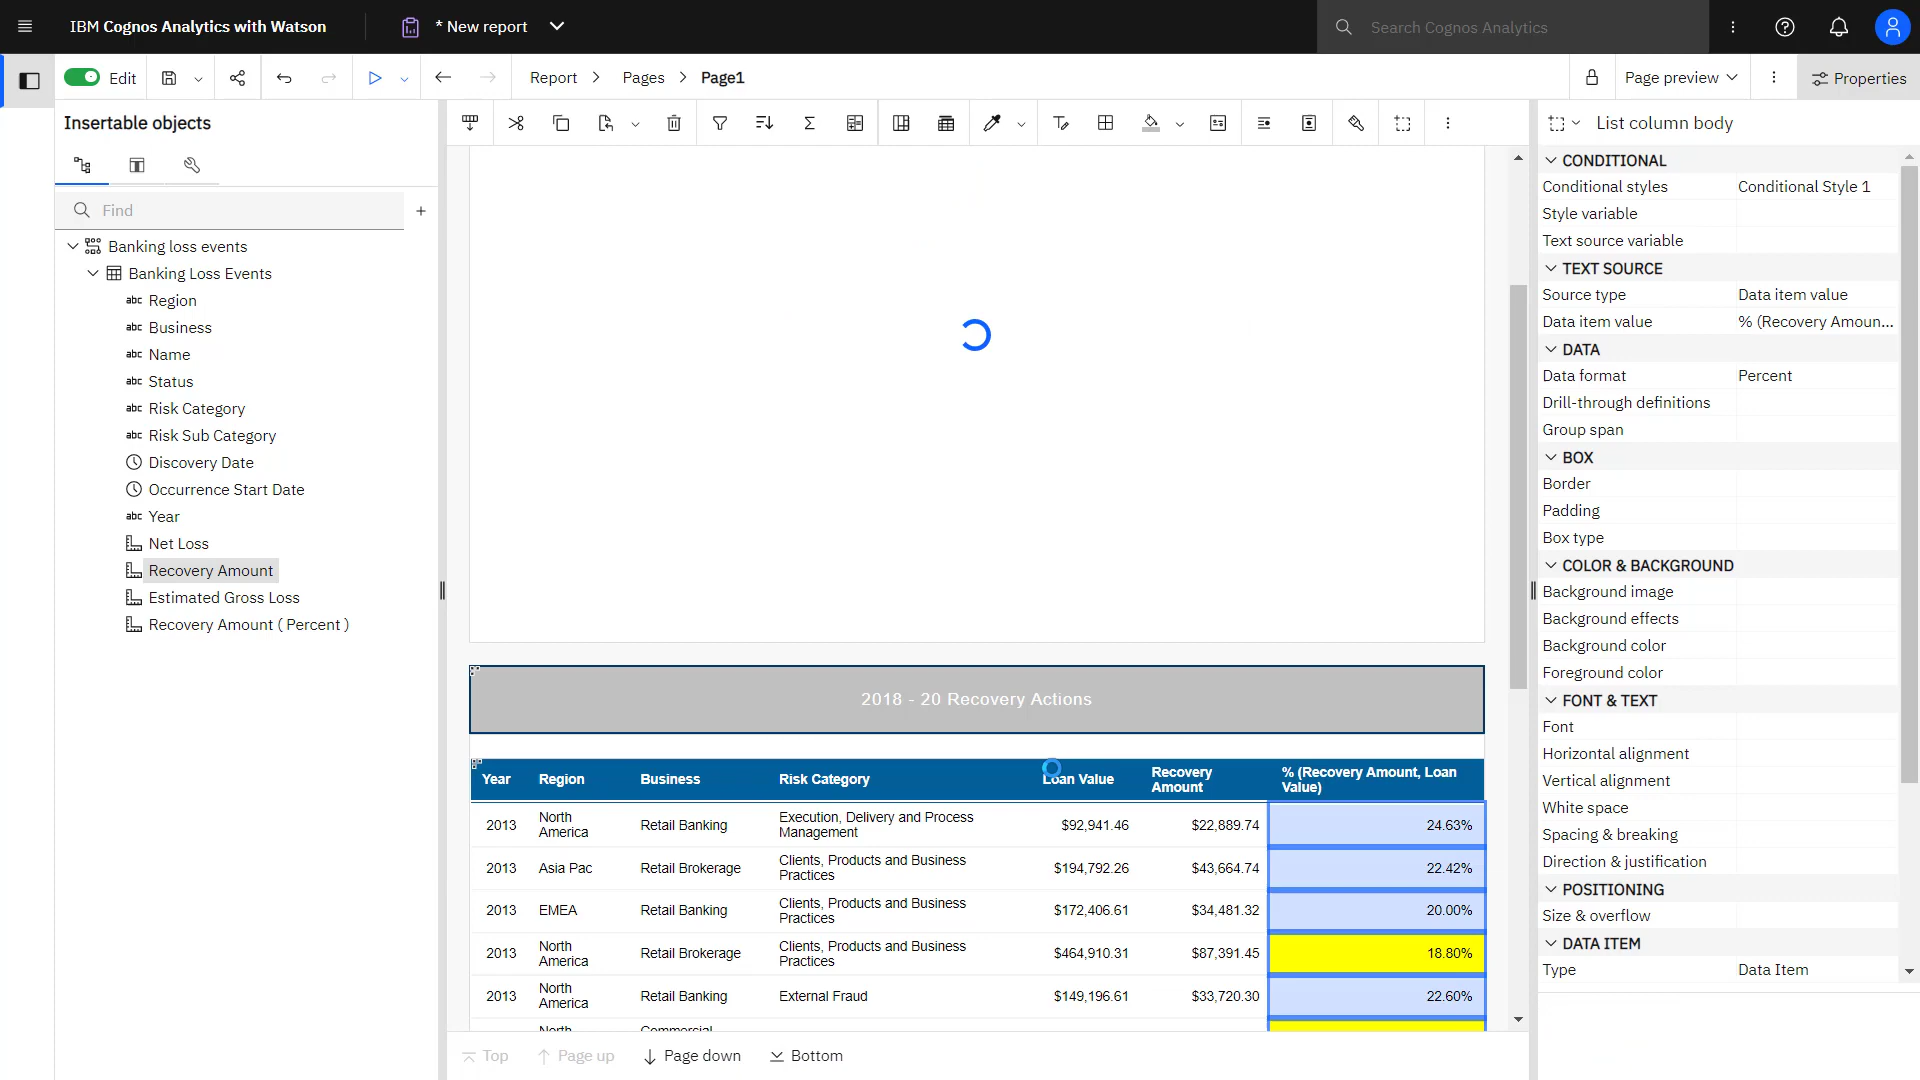 IBM Cognos Analytics with Watson
* New report
Search Cognos Analytics
Edit
Report > Pages > Page1
Page preview
Properties
Insertable objects
Find
Banking loss events
Banking Loss Events
abc Region
abc Business
abc Name
abc Status
abc Risk Category
abc Risk Sub Category
Discovery Date
Occurrence Start Date
abc Year
Net Loss
Recovery Amount
Estimated Gross Loss
Recovery Amount ( Percent )
2018 - 20 Recovery Actions
Year Region Business Risk Category Loan Value Recovery Amount % (Recovery Amount, Loan Value)
2013 North America Retail Banking Execution, Delivery and Process Management $92,941.46 $22,889.74 24.63%
2013 Asia Pac Retail Brokerage Clients, Products and Business Practices $194,792.26 $43,664.74 22.42%
2013 EMEA Retail Banking Clients, Products and Business Practices $172,406.61 $34,481.32 20.00%
2013 North America Retail Brokerage Clients, Products and Business Practices $464,910.31 $87,391.45 18.80%
2013 North America Retail Banking External Fraud $149,196.61 $33,720.30 22.60%
North Commercial
Top Page up Page down Bottom
List column body
CONDITIONAL
Conditional styles Conditional Style 1
Style variable
Text source variable
TEXT SOURCE
Source type Data item value
Data item value % (Recovery Amoun...
DATA
Data format Percent
Drill-through definitions
Group span
BOX
Border
Padding
Box type
COLOR & BACKGROUND
Background image
Background effects
Background color
Foreground color
FONT & TEXT
Font
Horizontal alignment
Vertical alignment
White space
Spacing & breaking
Direction & justification
POSITIONING
Size & overflow
DATA ITEM
Type Data Item